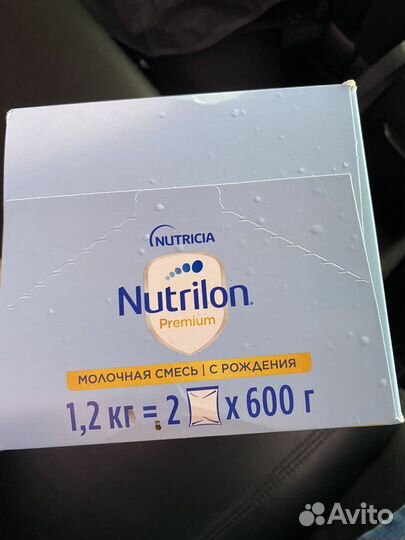 NUTRICIA
Nutrilon
Premium
МОЛОЧНАЯ СМЕСЬ | С РОЖДЕНИЯ
1,2 кг = 2 x 600 г
Avito